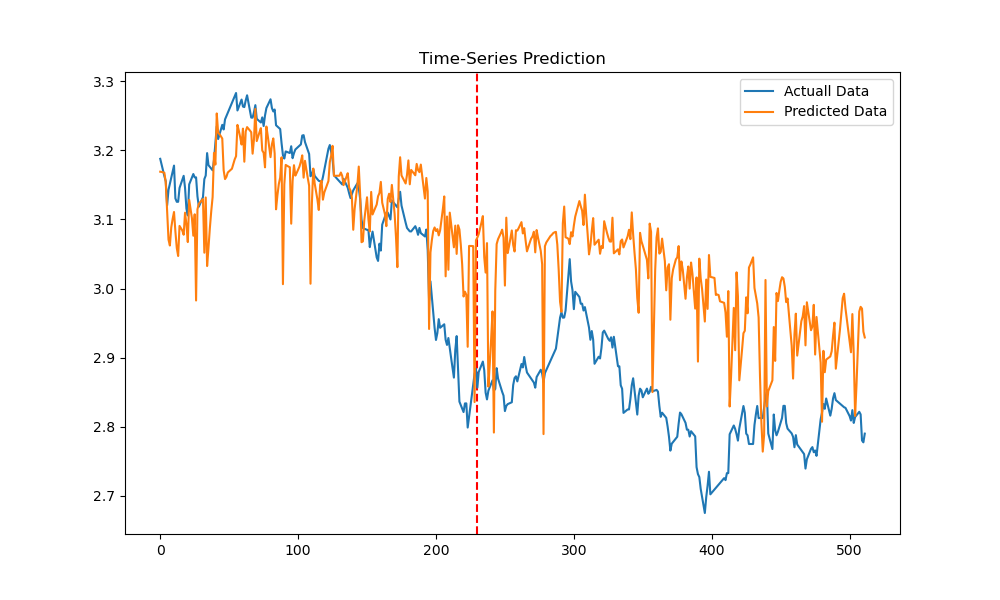 Time-Series Prediction
Actuall Data
Predicted Data
3.3
3.2
3.1
3.0
2.9
2.8
2.7
0 100 200 300 400 500